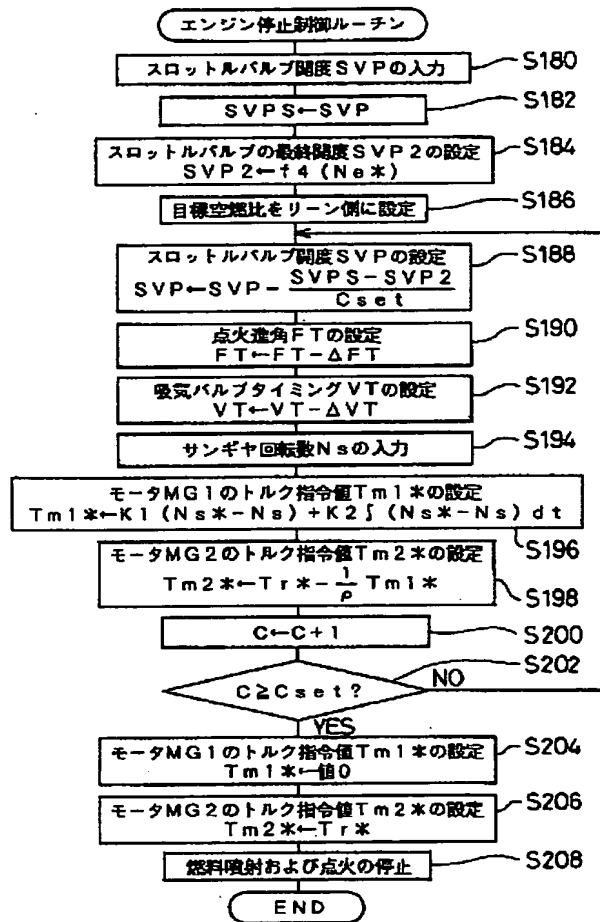 エンジン停止制御ルーチン
スロットルバルブ開度SVPの入力
S180
SVPS←SVP
S182
スロットルバルブの最終開度SVP2の設定
SVP2←f4(Ne*)
S184
目標空燃比をリーン側に設定
S186
スロットルバルブ開度SVPの設定
SVP←SVP-(SVPS-SVP2)/Cset
S188
点火進角FTの設定
FT←FT-ΔFT
S190
吸気バルブタイミングVTの設定
VT←VT-ΔVT
S192
サンギヤ回転数Nsの入力
S194
モータMG1のトルク指令値Tm1*の設定
Tm1*←K1(Ns*-Ns)+K2∫(Ns*-Ns)dt
S196
モータMG2のトルク指令値Tm2*の設定
Tm2*←Tr*-1/ρ Tm1*
S198
C←C+1
S200
C≧Cset?
S202
NO
YES
モータMG1のトルク指令値Tm1*の設定
Tm1*←値0
S204
モータMG2のトルク指令値Tm2*の設定
Tm2*←Tr*
S206
燃料噴射および点火の停止
S208
END